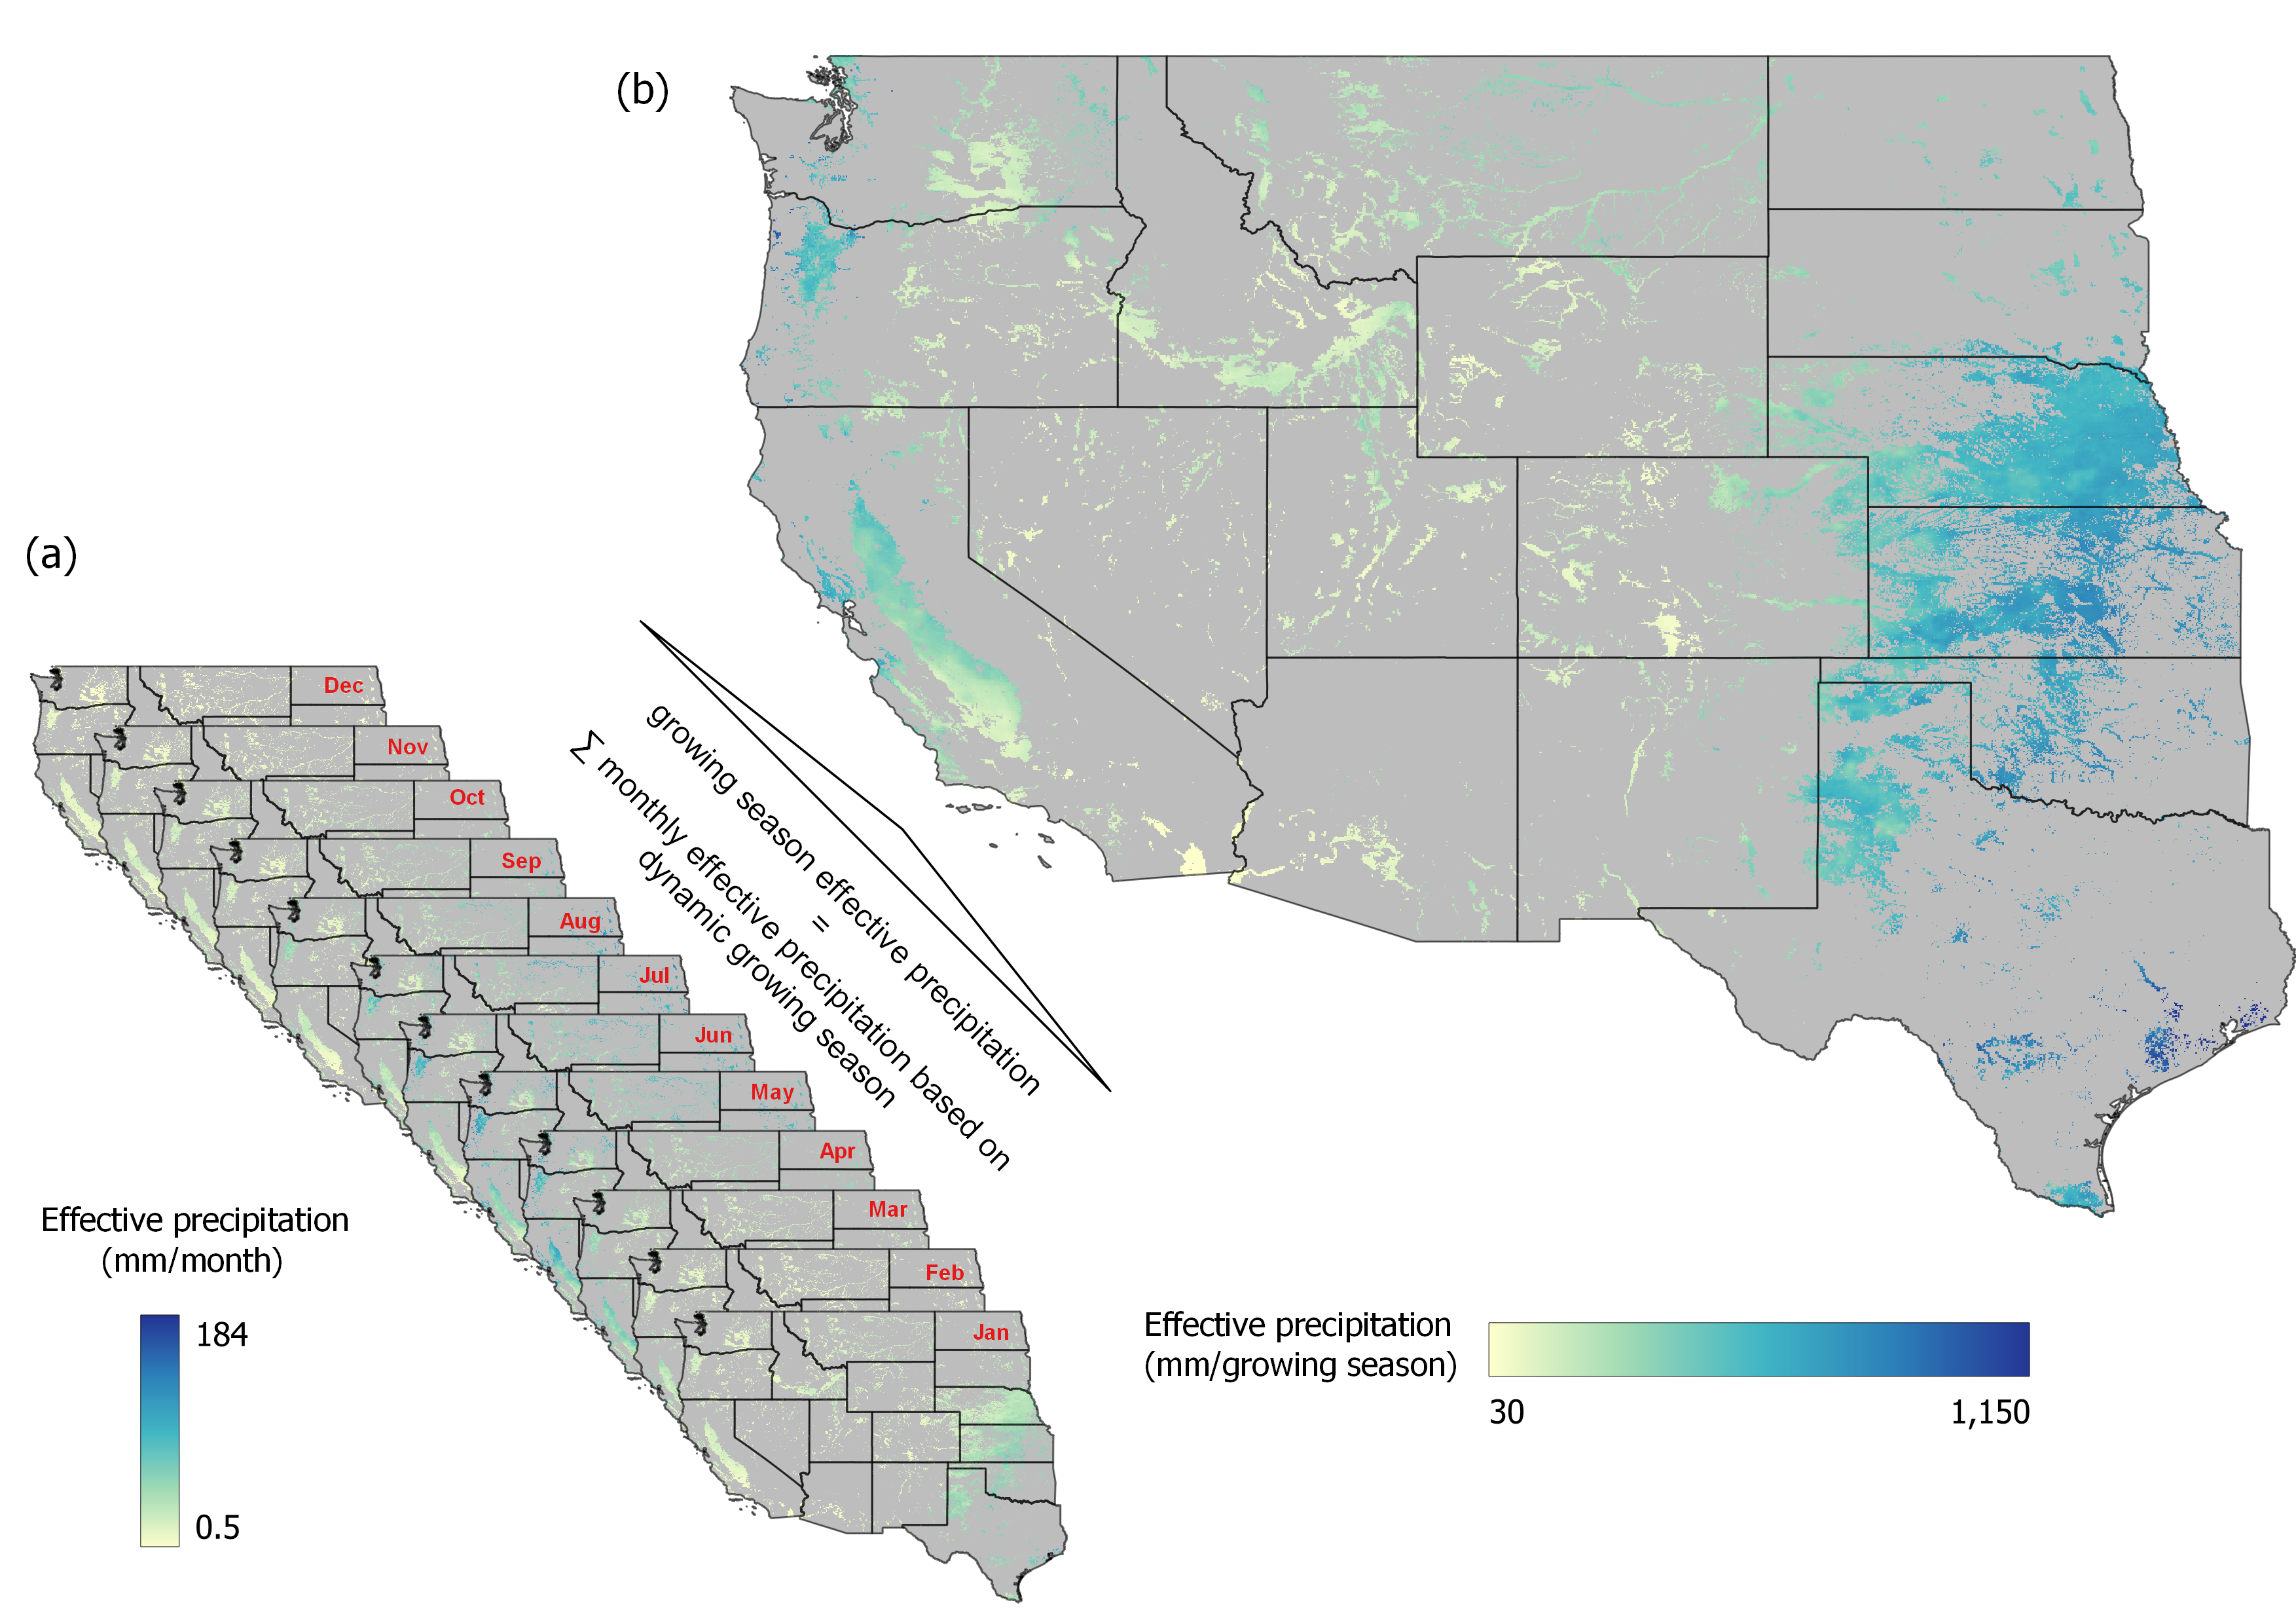 (b)
(a)
Dec
Nov
Oct
Sep
Aug
Jul
Jun
May
Apr
Mar
Feb
Jan
growing season effective precipitation
=
∑ monthly effective precipitation based on
dynamic growing season
Effective precipitation
(mm/month)
184
0.5
Effective precipitation
(mm/growing season)
30
1,150